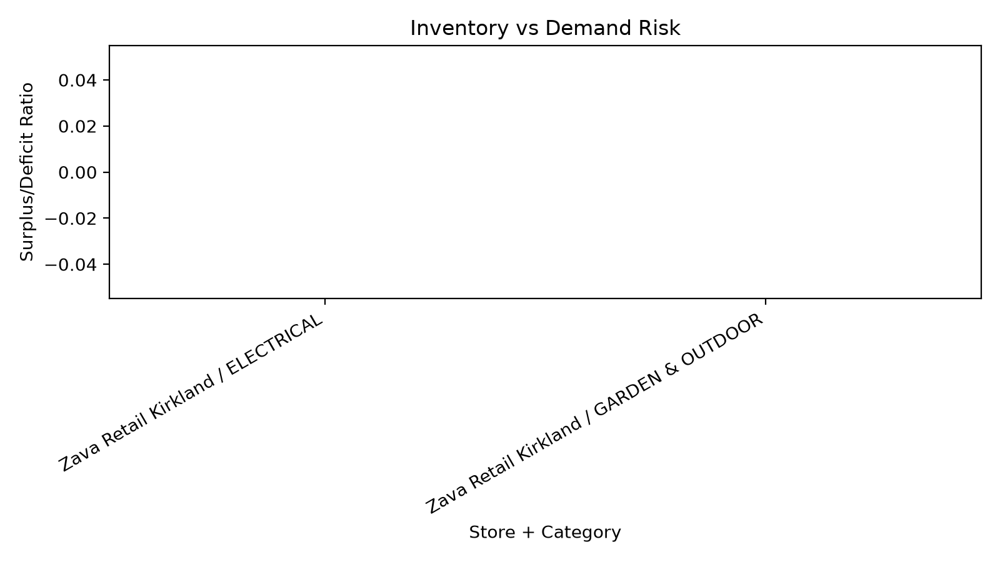 Inventory vs Demand Risk
Surplus/Deficit Ratio
0.04
0.02
0.00
−0.02
−0.04
Zava Retail Kirkland / ELECTRICAL
Zava Retail Kirkland / GARDEN & OUTDOOR
Store + Category